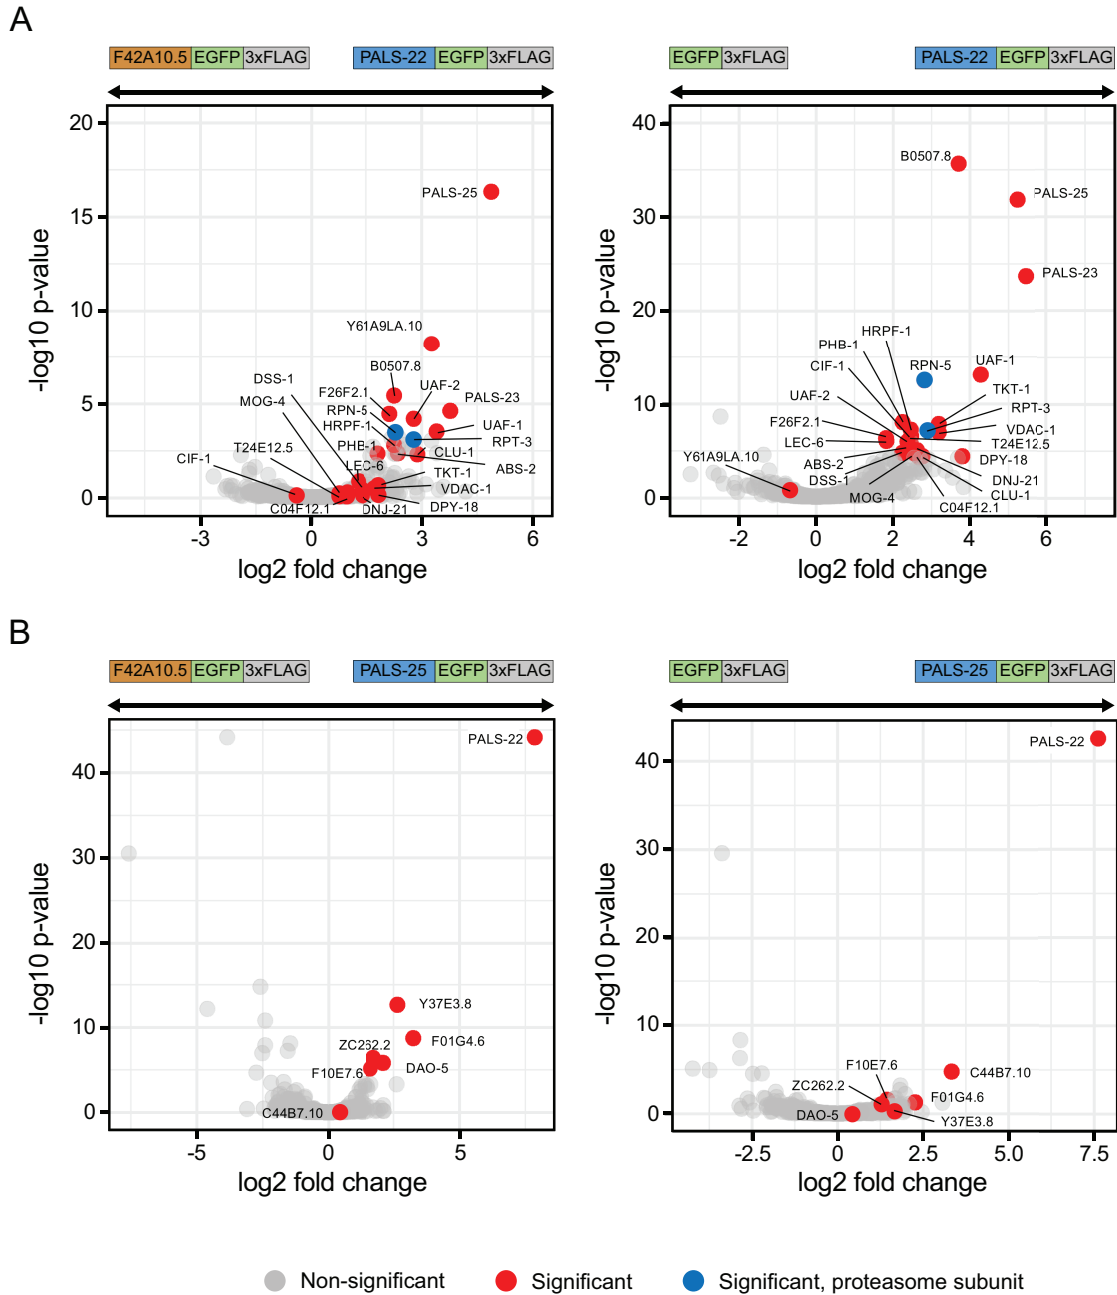 A
F42A10.5 EGFP 3xFLAG
PALS-22 EGFP 3xFLAG
EGFP 3xFLAG
PALS-22 EGFP 3xFLAG
-log10 p-value
20
15
10
5
0
PALS-25
Y61A9LA.10
B0507.8
DSS-1
F26F2.1
UAF-2
PALS-23
MOG-4
RPN-5
HRPF-1
UAF-1
RPT-3
T24E12.5
PHB-1
CLU-1
CIF-1
LEC-6
ABS-2
TKT-1
VDAC-1
C04F12.1
DNJ-21
DPY-18
-3
0
3
6
log2 fold change
-log10 p-value
40
30
20
10
0
B0507.8
PALS-25
PALS-23
HRPF-1
PHB-1
CIF-1
RPN-5
UAF-1
TKT-1
UAF-2
RPT-3
F26F2.1
VDAC-1
LEC-6
T24E12.5
Y61A9LA.10
ABS-2
DPY-18
DSS-1
DNJ-21
MOG-4
CLU-1
C04F12.1
-2
0
2
4
6
log2 fold change
B
F42A10.5 EGFP 3xFLAG
PALS-25 EGFP 3xFLAG
EGFP 3xFLAG
PALS-25 EGFP 3xFLAG
-log10 p-value
40
30
20
10
0
PALS-22
Y37E3.8
ZC262.2
F01G4.6
F10E7.6
DAO-5
C44B7.10
-5
0
5
log2 fold change
-log10 p-value
40
30
20
10
0
PALS-22
F10E7.6
C44B7.10
ZC262.2
F01G4.6
DAO-5
Y37E3.8
-2.5
0
2.5
5.0
7.5
log2 fold change
Non-significant
Significant
Significant, proteasome subunit